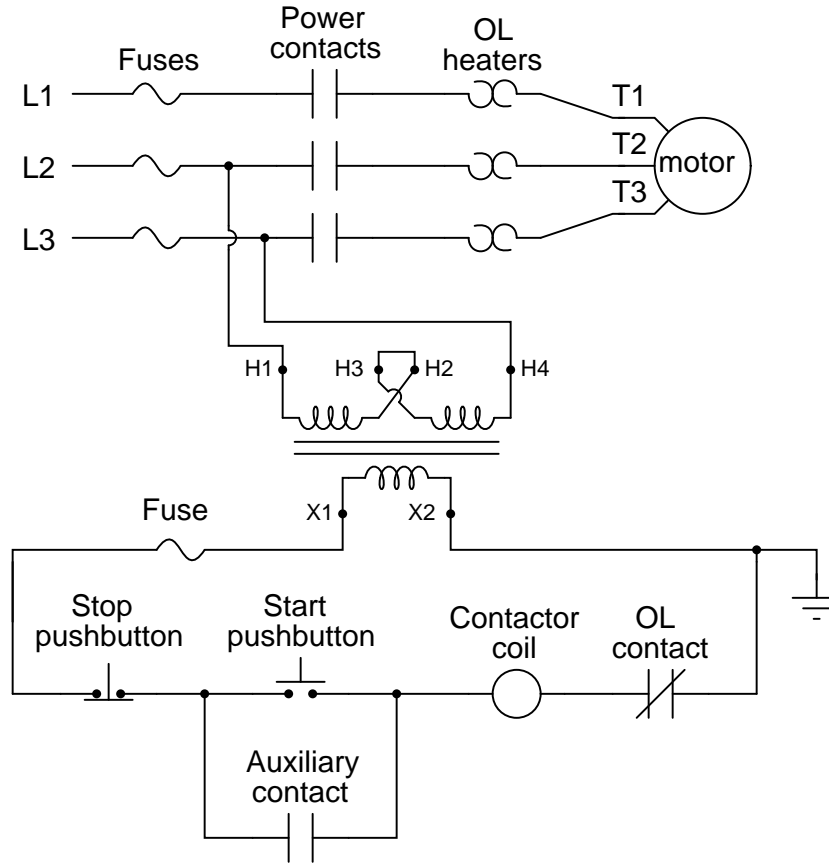 Power
contacts
OL
heaters
Fuses
L1
T1
L2
T2
motor
L3
T3
H1
H3
H2
H4
Fuse
X1
X2
Stop
pushbutton
Start
pushbutton
Contactor
coil
OL
contact
Auxiliary
contact